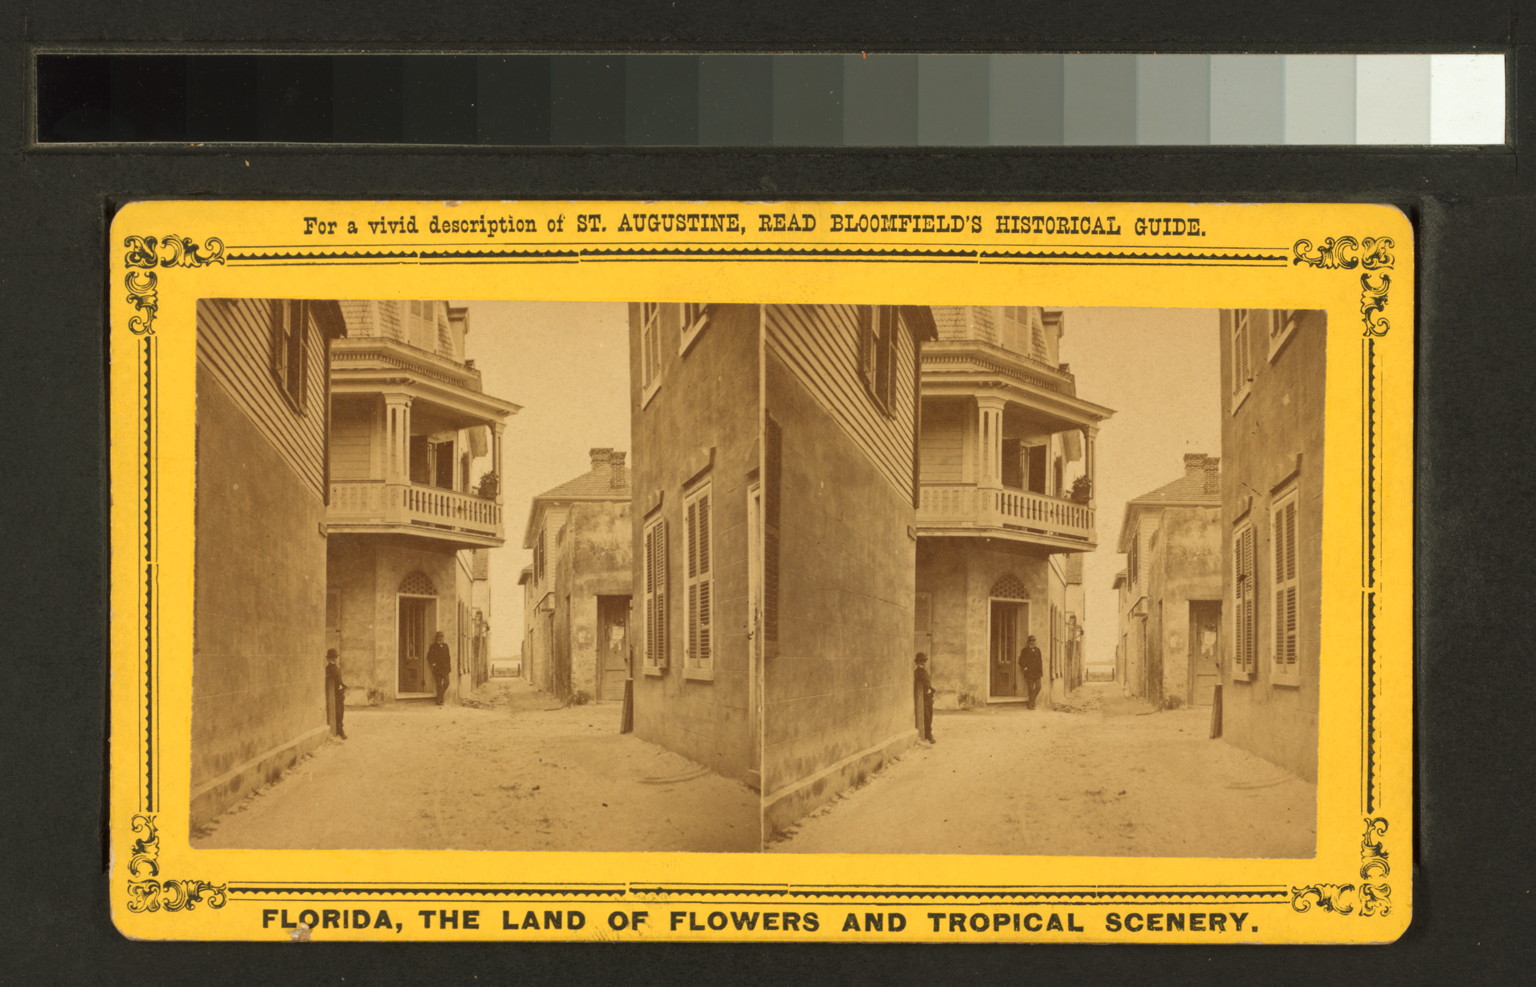 For a vivid description of ST. AUGUSTINE, READ BLOOMFIELD'S HISTORICAL GUIDE.
FLORIDA, THE LAND OF FLOWERS AND TROPICAL SCENERY.